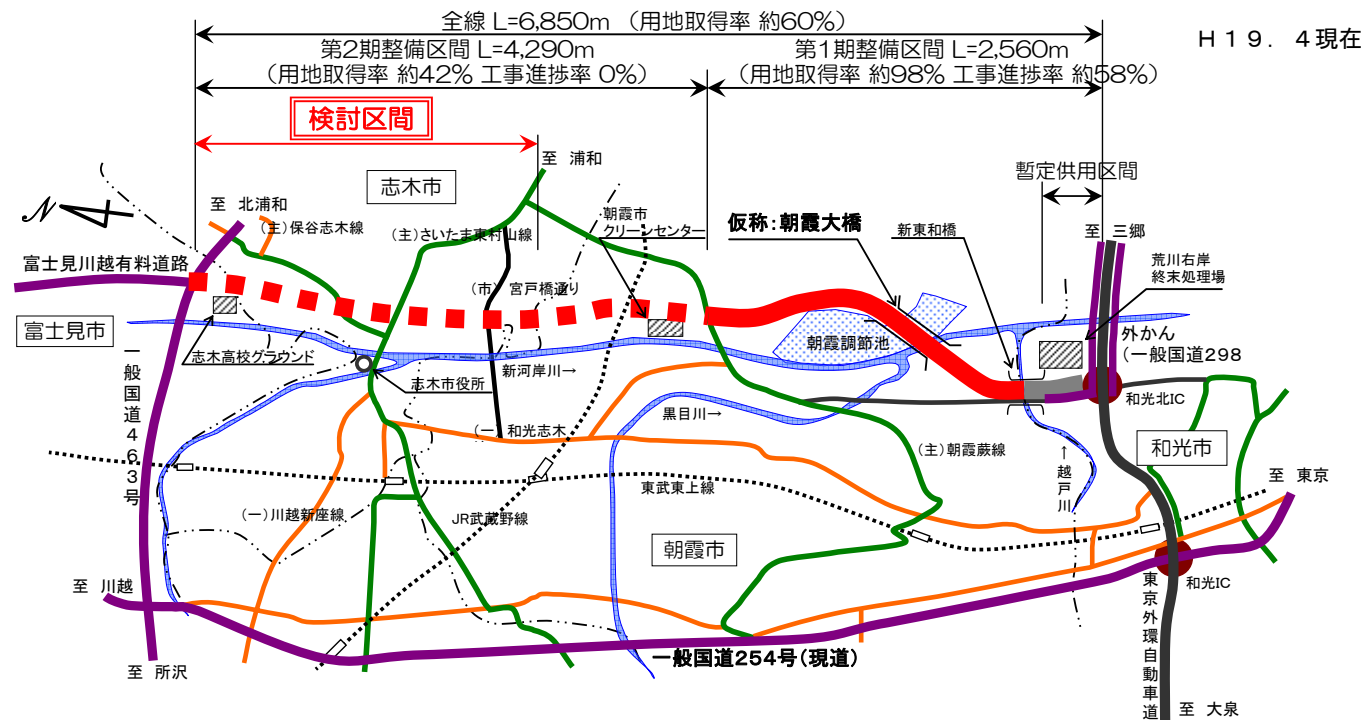 全線 L=6,850m (用地取得率 約60%)
H19. 4現在
第2期整備区間 L=4,290m
(用地取得率 約42% 工事進捗率 0%)
第1期整備区間 L=2,560m
(用地取得率 約98% 工事進捗率 約58%)
検討区間
至 浦和
暫定供用区間
志木市
N
至 北浦和
(主)保谷志木線
(主)さいたま東村山線
朝霞市
クリーンセンター
仮称:朝霞大橋
新東和橋
至 三郷
荒川右岸
終末処理場
富士見川越有料道路
(市) 宮戸橋通り
富士見市
志木高校グラウンド
朝霞調節池
外かん
(一般国道298
一般国道463号
志木市役所
新河岸川→
和光北IC
黒目川→
(一) 和光志木
(主)朝霞蕨線
←越戸川
和光市
東武東上線
至 東京
(一)川越新座線
JR武蔵野線
朝霞市
至 川越
和光IC
一般国道254号(現道)
東京外環自動車道
至 所沢
至 大泉